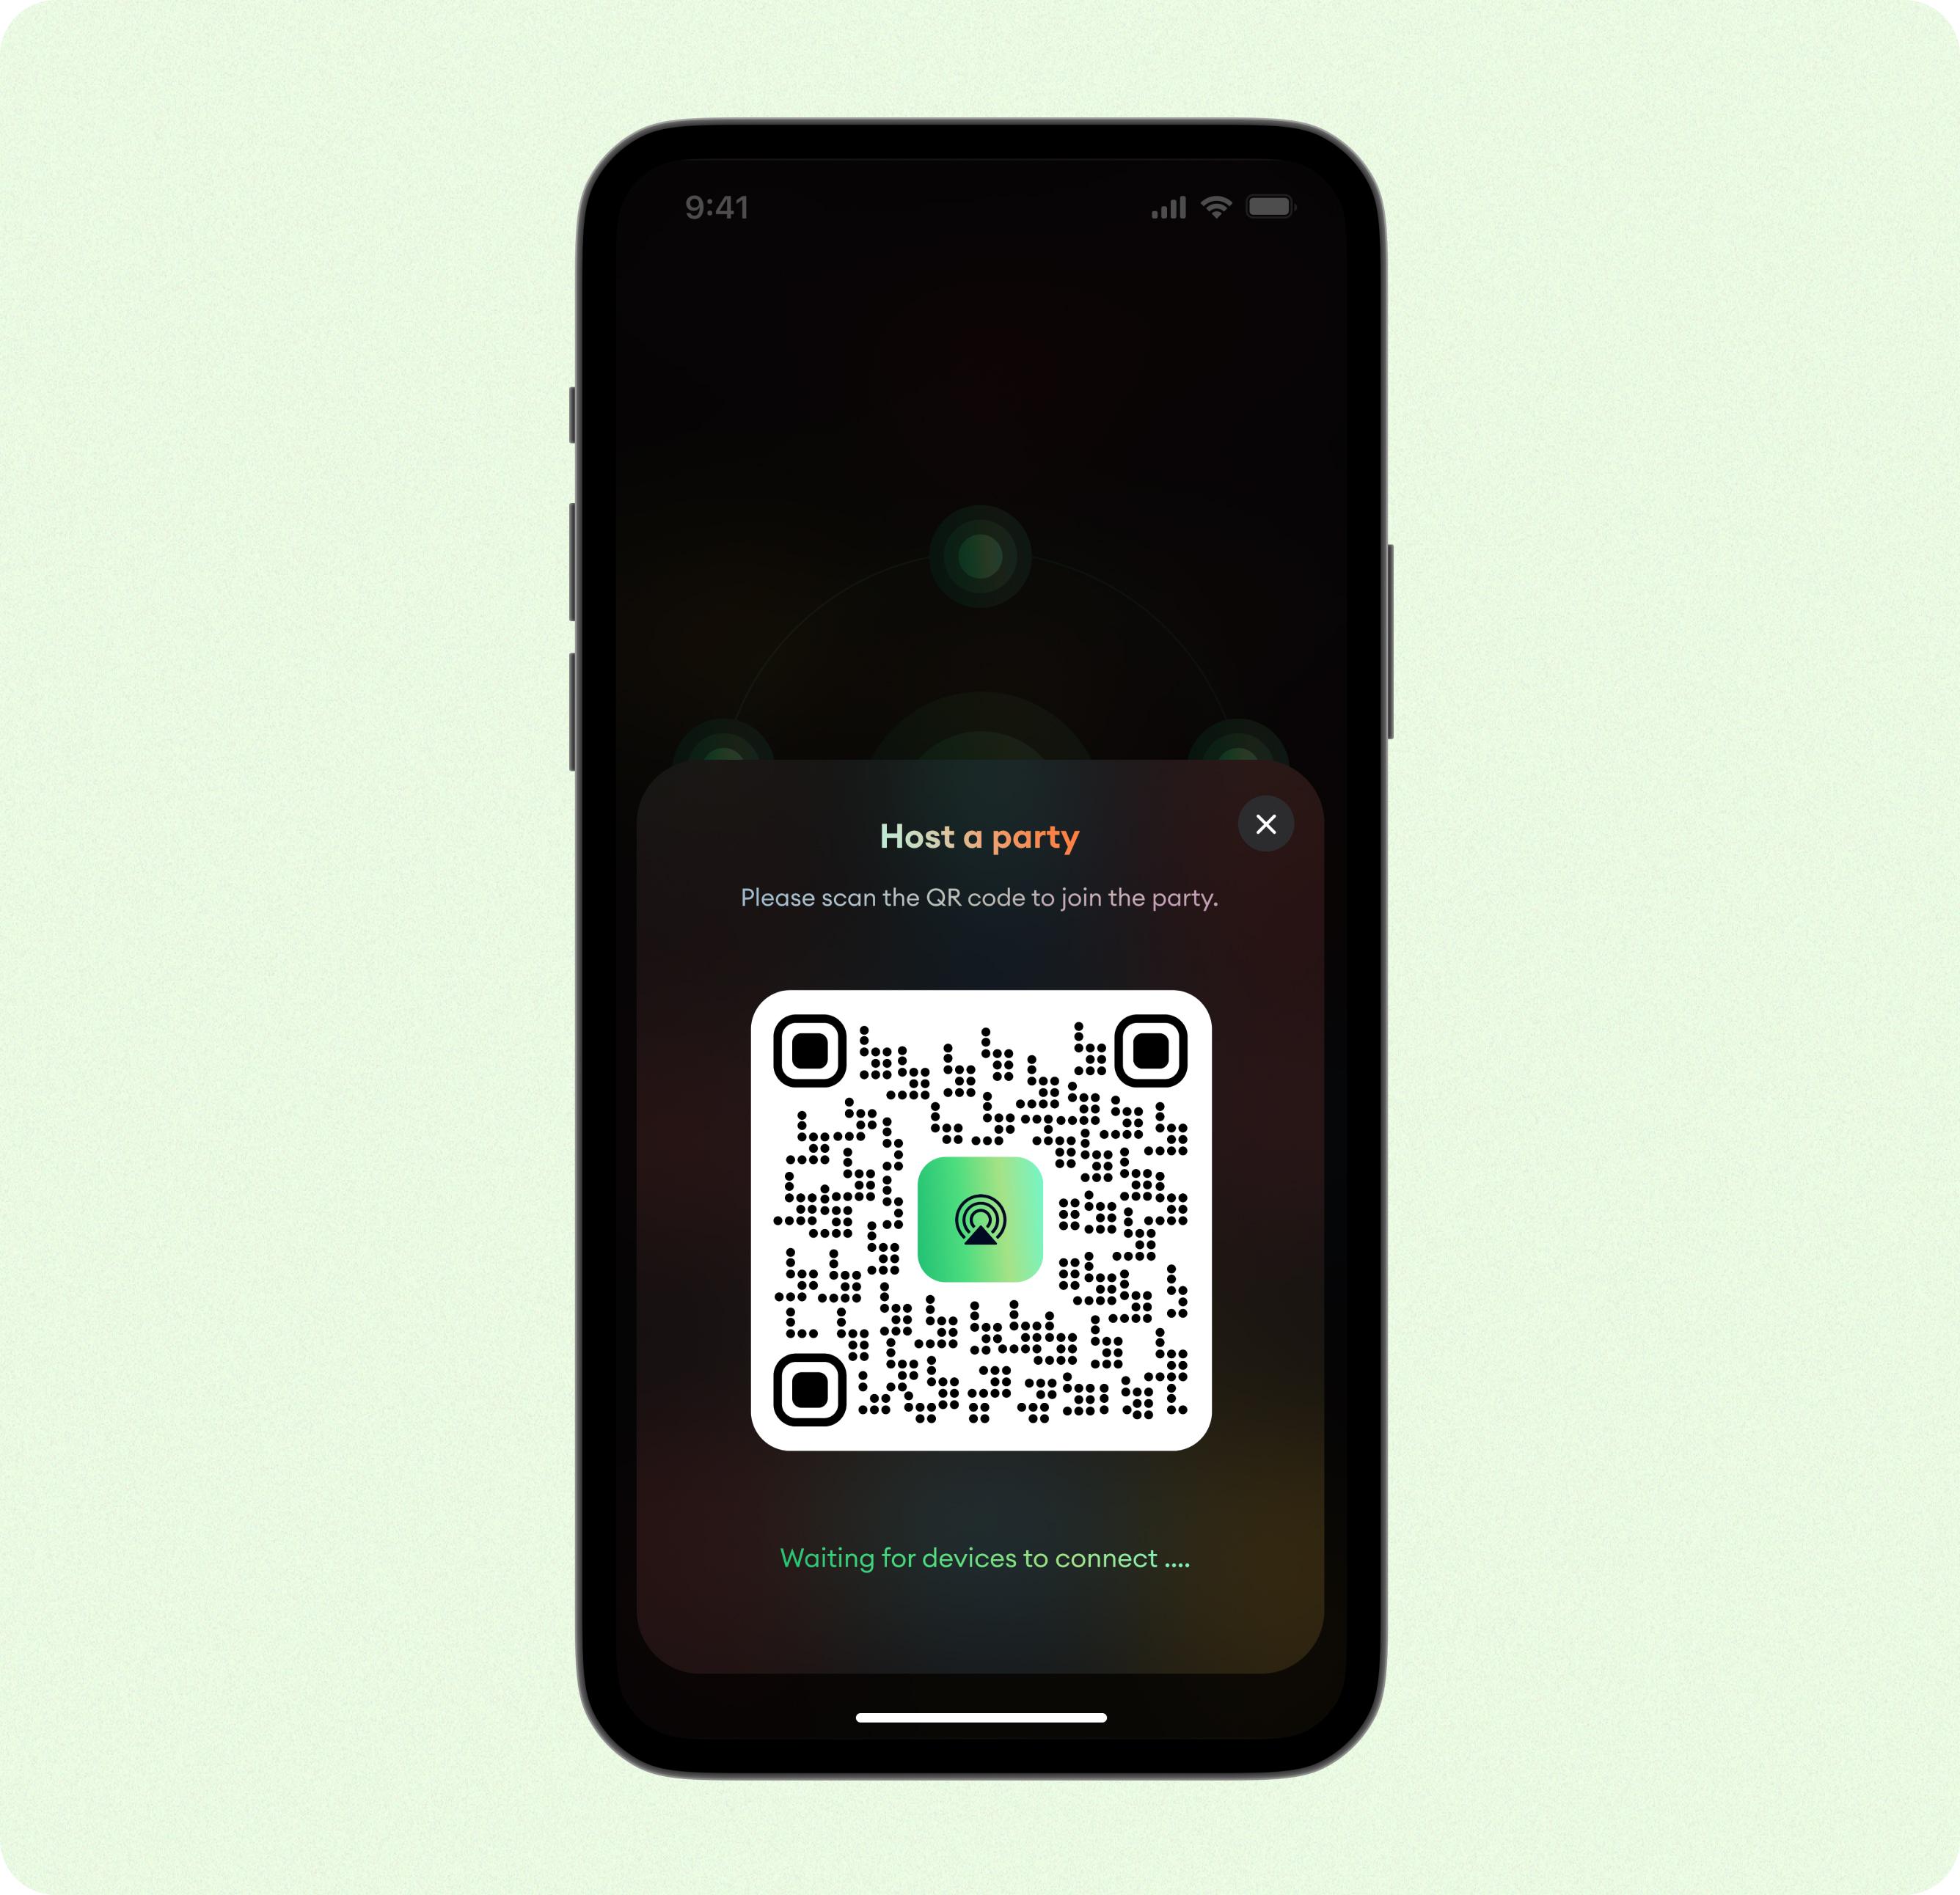 9:41
Host a party
Please scan the QR code to join the party.
Waiting for devices to connect ....